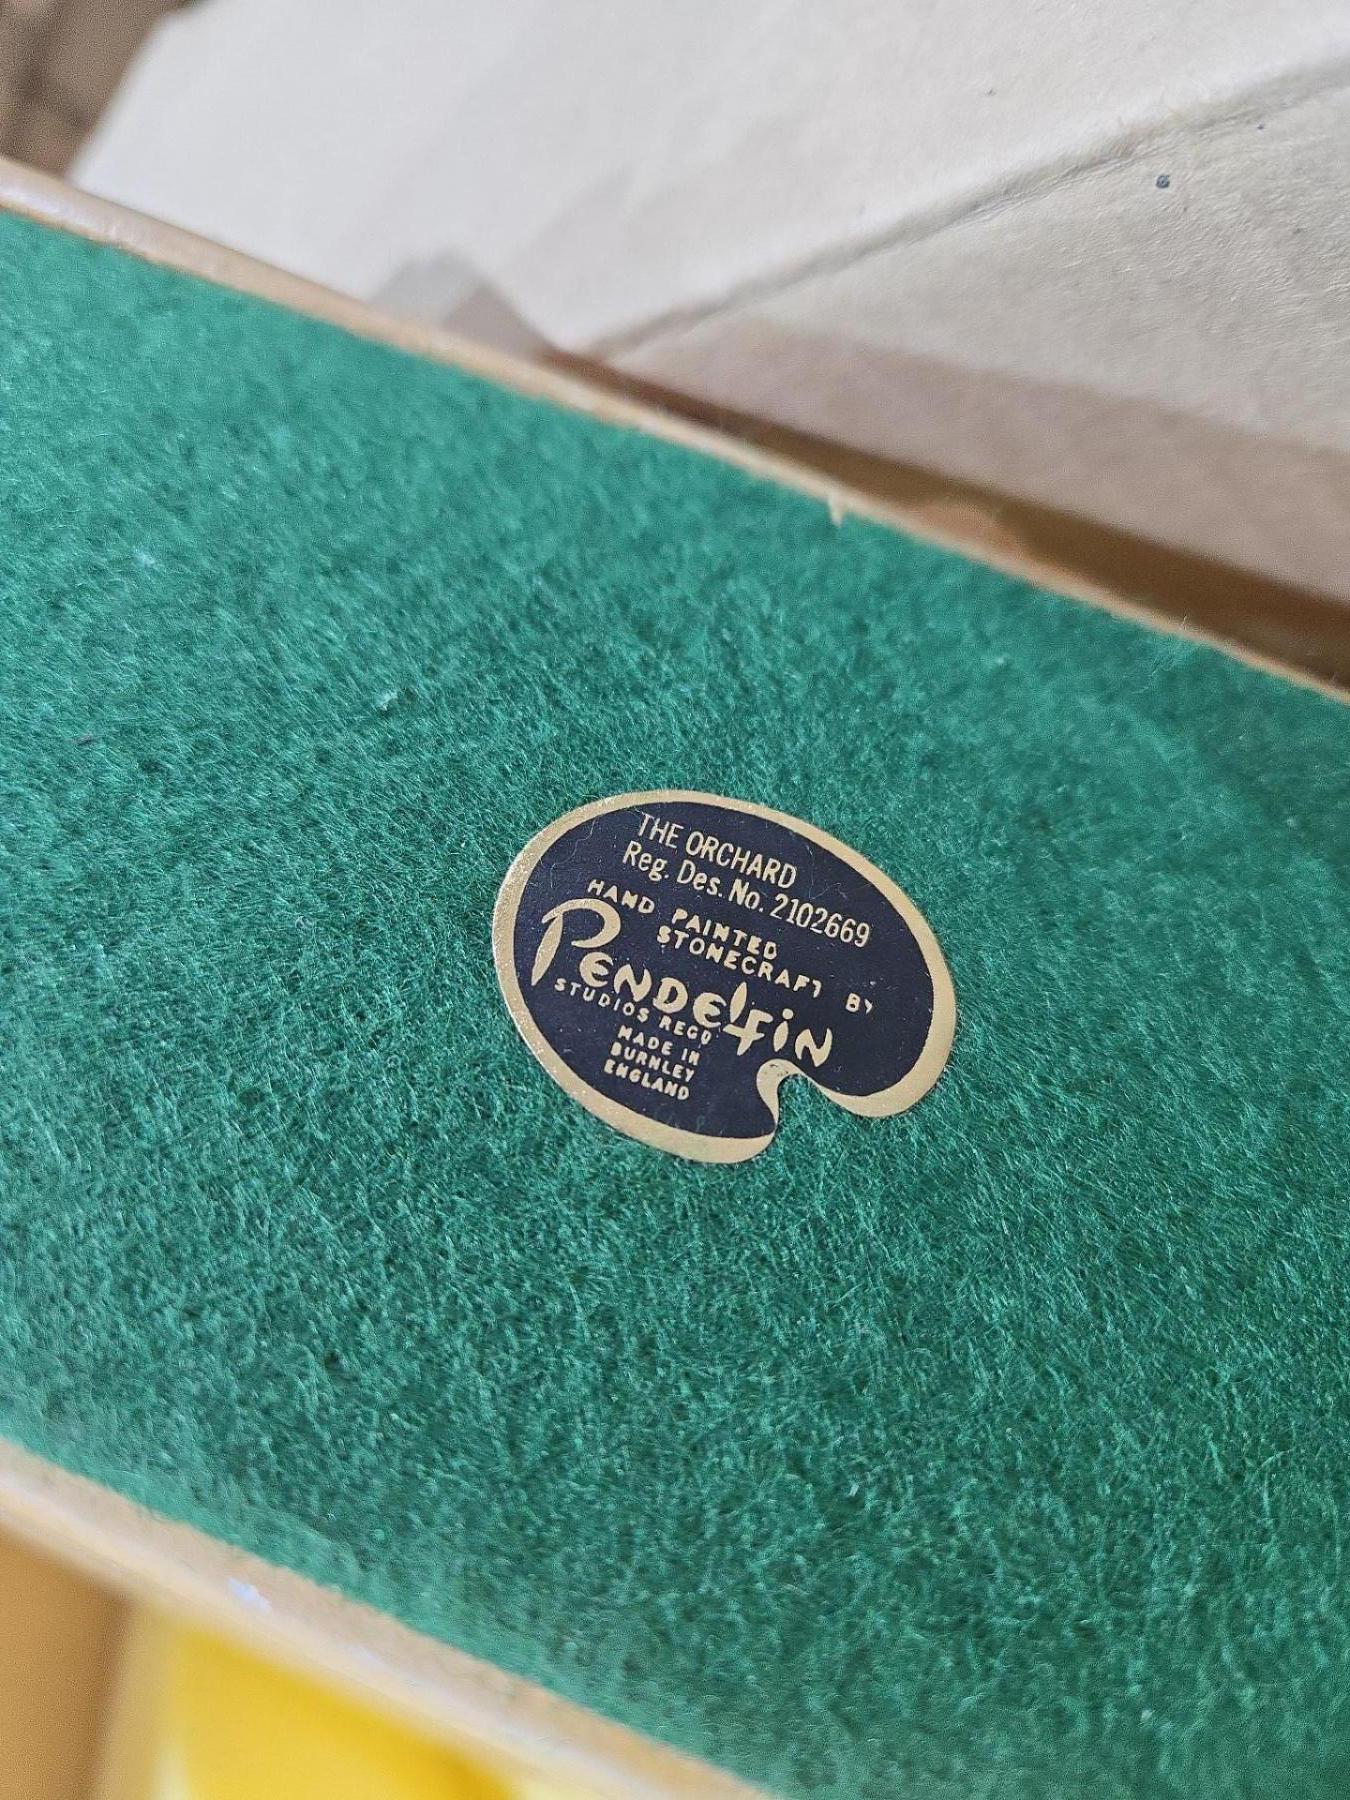 THE ORCHARD
Reg. Des. No. 2102669
HAND PAINTED
STONECRAFT BY
PENDELFIN
STUDIOS REGD.
MADE IN
BURNLEY
ENGLAND